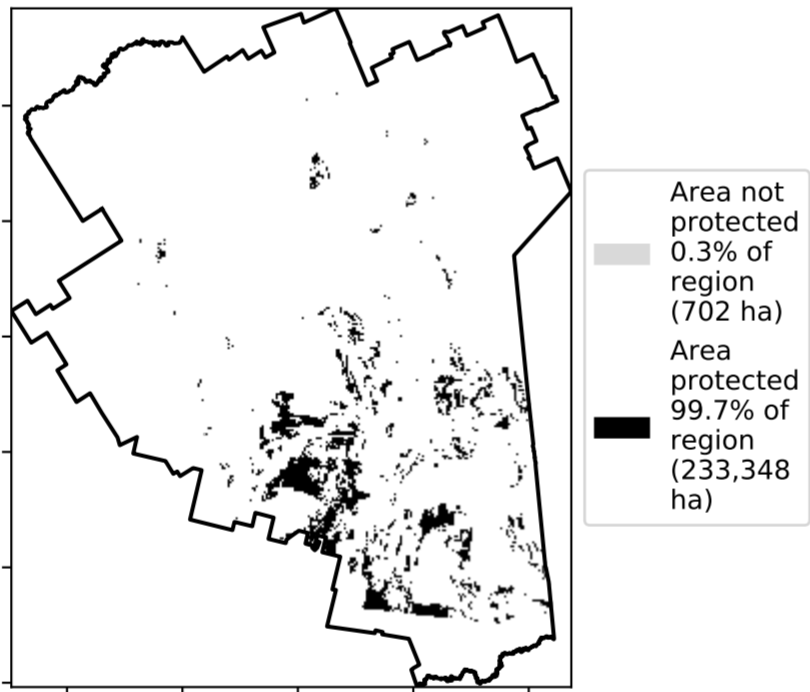 Area not
protected
0.3% of
region
(702 ha)
Area
protected
99.7% of
region
(233,348
ha)